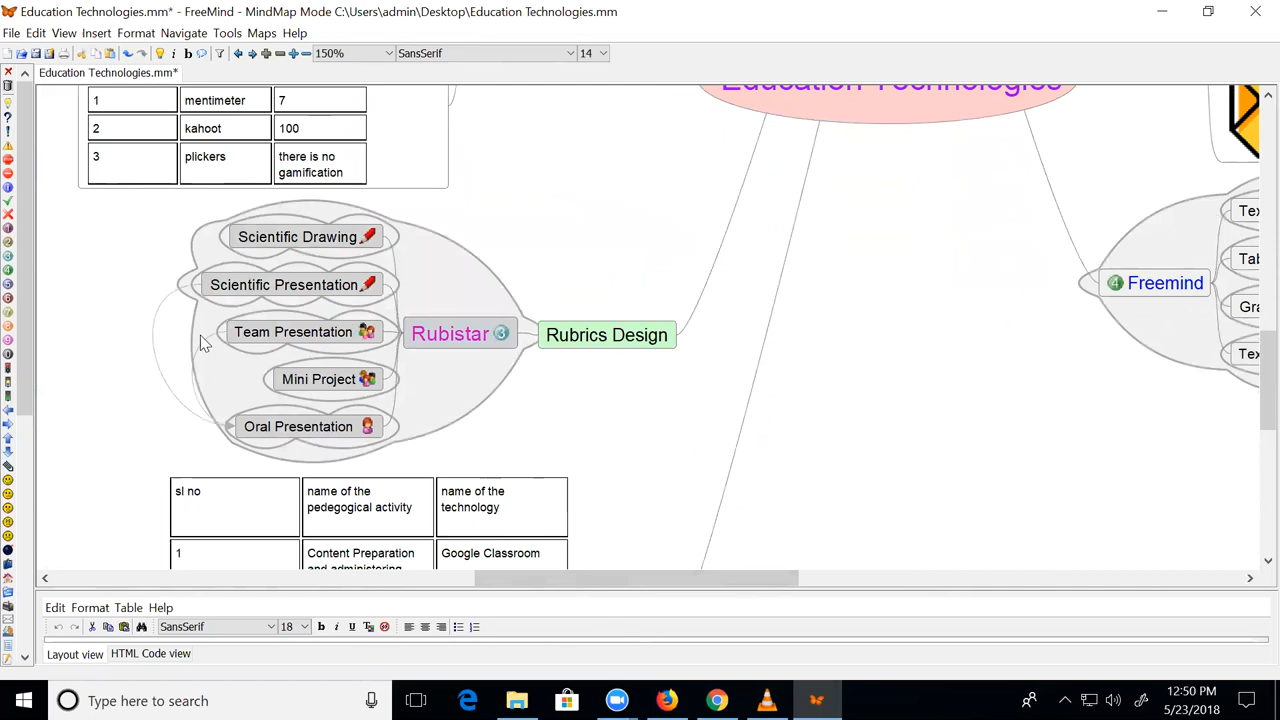 Education Technologies.mm* - FreeMind - MindMap Mode C:\Users\admin\Desktop\Education Technologies.mm
File Edit View Insert Format Navigate Tools Maps Help
150% SansSerif 14
Education Technologies.mm*
Education Technologies
1 mentimeter 7
2 kahoot 100
3 plickers there is no
gamification
Scientific Drawing
Scientific Presentation
Team Presentation
Mini Project
Oral Presentation
Rubistar 3
Rubrics Design
4 Freemind
Tex
Tab
Gra
Tex
sl no
name of the
pedegogical activity
name of the
technology
1
Content Preparation
and administering
Google Classroom
Edit Format Table Help
SansSerif 18
Layout view HTML Code view
Type here to search
12:50 PM
5/23/2018